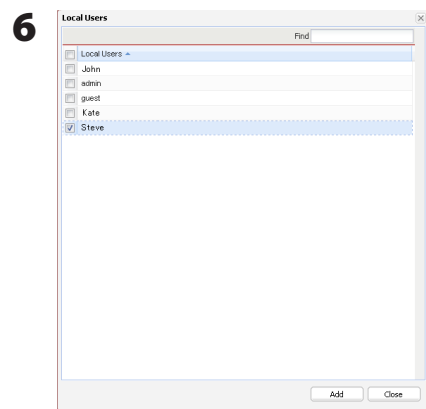 6
Local Users
Find
Local Users
John
admin
guest
Kate
Steve
Add Close